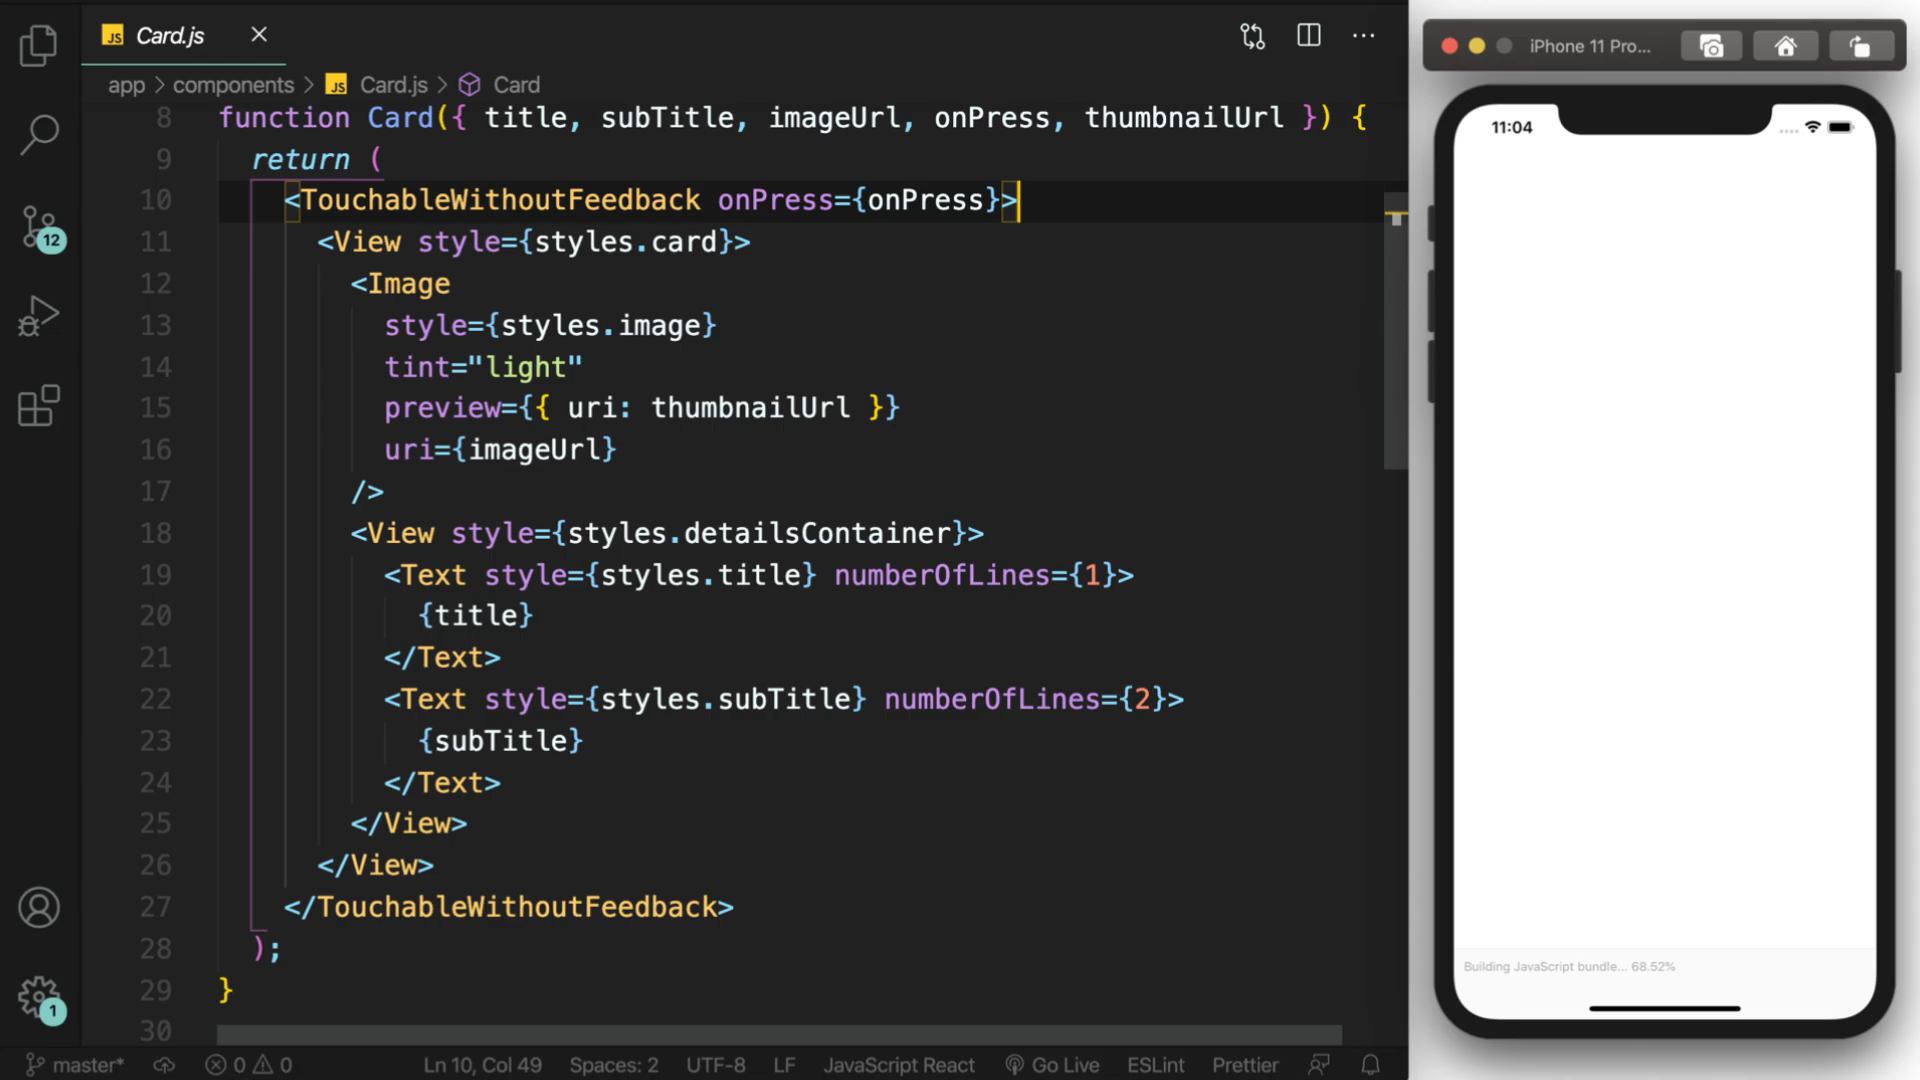 JS Card.js
app > components > JS Card.js > Card
8 function Card({ title, subTitle, imageUrl, onPress, thumbnailUrl }) {
9 return (
10 <TouchableWithoutFeedback onPress={onPress}>
11 <View style={styles.card}>
12 <Image
13 style={styles.image}
14 tint="light"
15 preview={{ uri: thumbnailUrl }}
16 uri={imageUrl}
17 />
18 <View style={styles.detailsContainer}>
19 <Text style={styles.title} numberOfLines={1}>
20 {title}
21 </Text>
22 <Text style={styles.subTitle} numberOfLines={2}>
23 {subTitle}
24 </Text>
25 </View>
26 </View>
27 </TouchableWithoutFeedback>
28 );
29 }
30
12
1
master* 0 0 Ln 10, Col 49 Spaces: 2 UTF-8 LF JavaScript React Go Live ESLint Prettier
iPhone 11 Pro...
11:04
Building JavaScript bundle... 68.52%